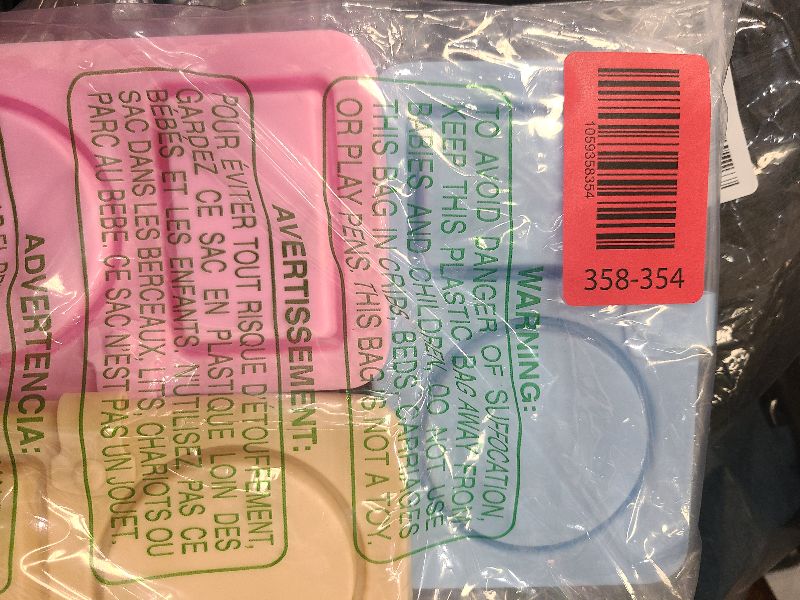 WARNING:
TO AVOID DANGER OF SUFFOCATION,
KEEP THIS PLASTIC BAG AWAY FROM
BABIES AND CHILDREN, OO NOT USE
THIS BAG IN CRIBS, BEDS, CARRIAGES
OR PLAY PENS THIS BAG IS NOT A TOY.
AVERTISSEMENT:
POUR ÉVITER TOUT RISQUE D'ÉTOUFFEMENT,
GARDEZ CE SAC EN PLASTIQUE LOIN DES
BÉBÉS ET LES ENFANTS N'UTILISEZ PAS CE
SAC DANS LES BERCEAUX, LITS, CHARIOTS OU
PARC AU BEBE, CE SAC N'EST PAS UN JOUET.
ADVERTENCIA:
1059358354
358-354